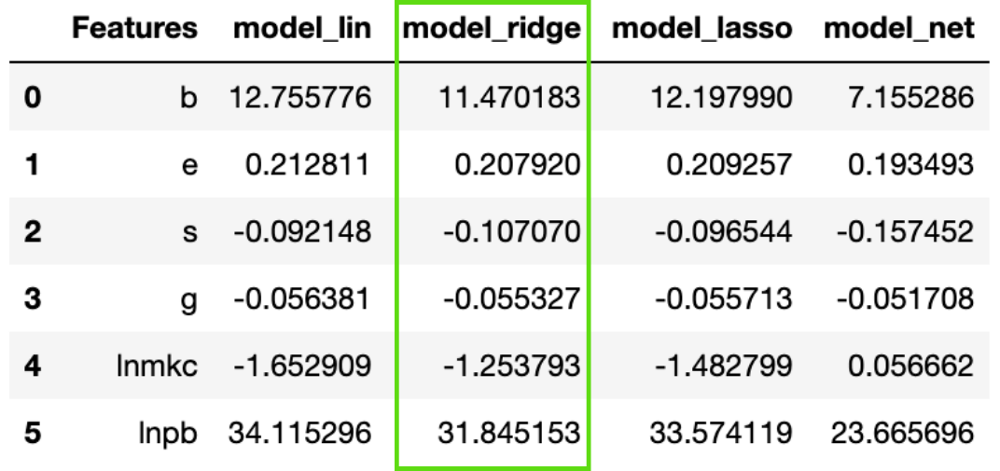 Features model_lin model_ridge model_lasso model_net
0 b 12.755776 11.470183 12.197990 7.155286
1 e 0.212811 0.207920 0.209257 0.193493
2 s -0.092148 -0.107070 -0.096544 -0.157452
3 g -0.056381 -0.055327 -0.055713 -0.051708
4 lnmkc -1.652909 -1.253793 -1.482799 0.056662
5 lnpb 34.115296 31.845153 33.574119 23.665696